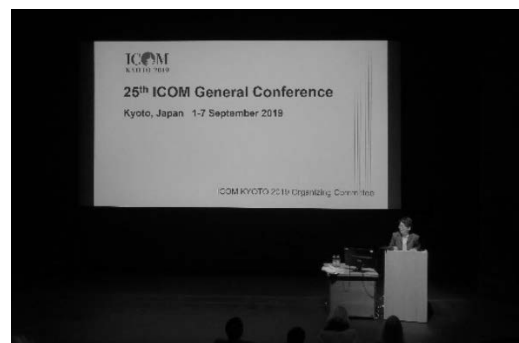 ICOM
KYOTO 2019
25th ICOM General Conference
Kyoto, Japan 1-7 September 2019
ICOM KYOTO 2019 Organizing Committee